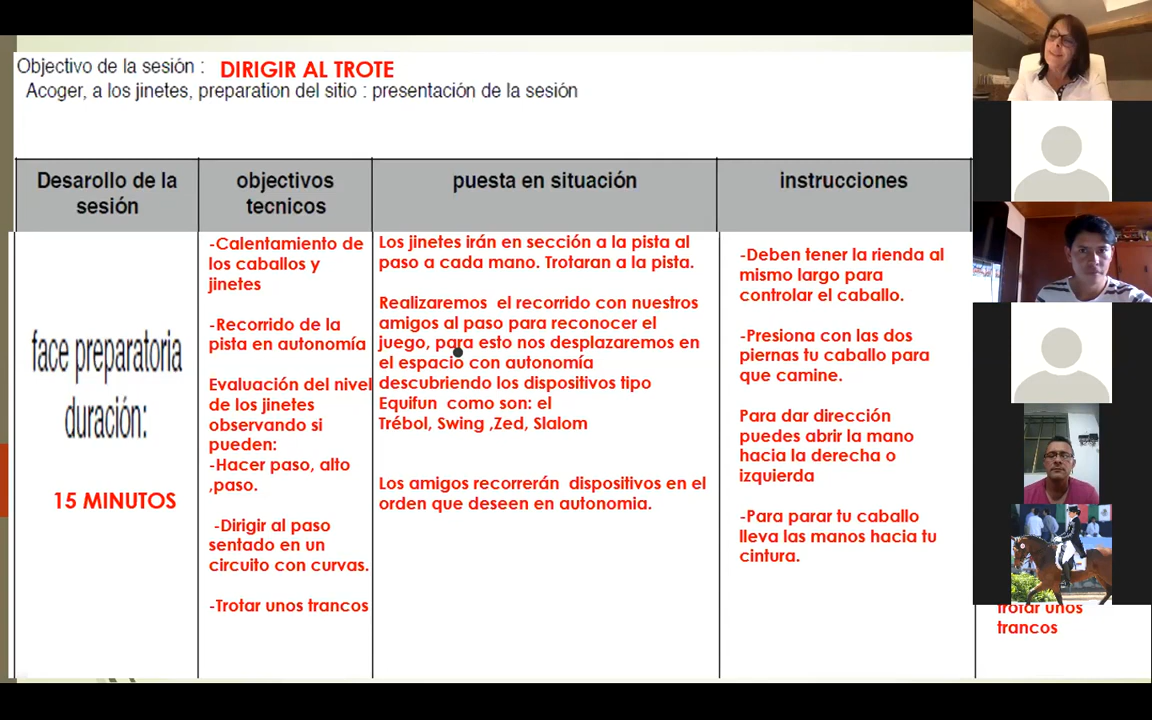 Objectivo de la sesión : DIRIGIR AL TROTE
Acoger, a los jinetes, preparation del sitio : presentación de la sesión
Desarollo de la
sesión
objectivos
tecnicos
puesta en situación
instrucciones
face preparatoria
duración:
15 MINUTOS
-Calentamiento de
los caballos y
jinetes
-Recorrido de la
pista en autonomía
Evaluación del nivel
de los jinetes
observando si
pueden:
-Hacer paso, alto
,paso.
-Dirigir al paso
sentado en un
circuito con curvas.
-Trotar unos trancos
Los jinetes irán en sección a la pista al
paso a cada mano. Trotaran a la pista.
Realizaremos el recorrido con nuestros
amigos al paso para reconocer el
juego, para esto nos desplazaremos en
el espacio con autonomía
descubriendo los dispositivos tipo
Equifun como son: el
Trébol, Swing ,Zed, Slalom
Los amigos recorrerán dispositivos en el
orden que deseen en autonomia.
-Deben tener la rienda al
mismo largo para
controlar el caballo.
-Presiona con las dos
piernas tu caballo para
que camine.
Para dar dirección
puedes abrir la mano
hacia la derecha o
izquierda
-Para parar tu caballo
lleva las manos hacia tu
cintura.
trotar unos
trancos